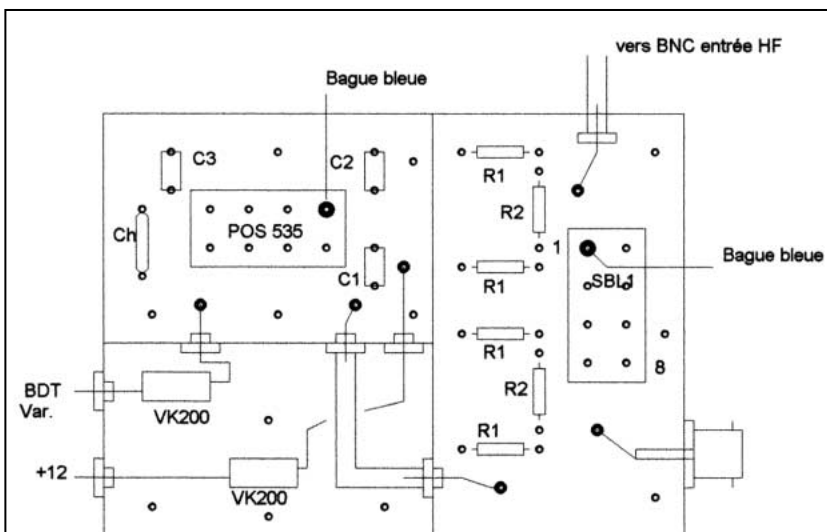 vers BNC entrée HF
Bague bleue
C3
C2
R1
R2
Ch
POS 535
1
Bague bleue
C1
R1
SBL1
R1
8
BDT
Var.
VK200
R2
R1
+12
VK200